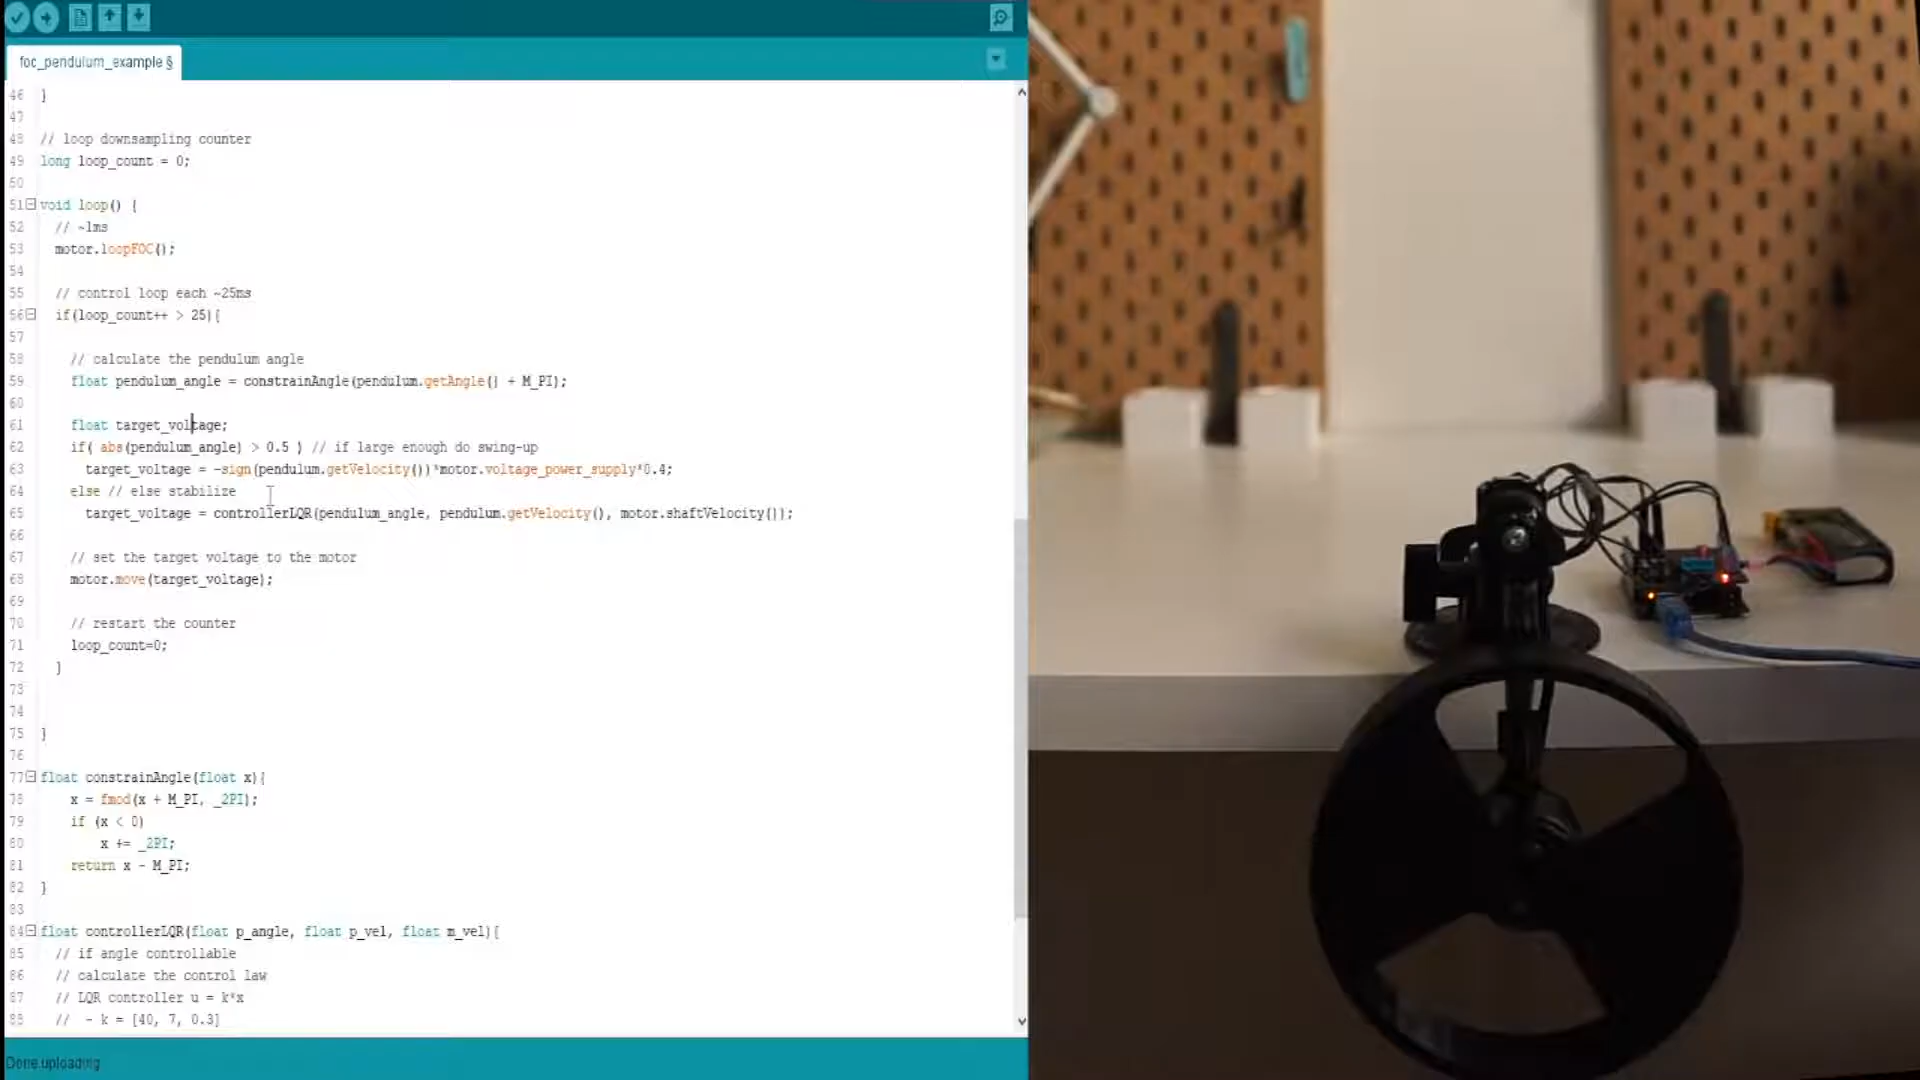 foc_pendulum_example §
46 }
47
48 // loop downsampling counter
49 long loop_count = 0;
50
51 void loop() {
52 // ~1ms
53 motor.loopFOC();
54
55 // control loop each ~25ms
56 if(loop_count++ > 25){
57
58 // calculate the pendulum angle
59 float pendulum_angle = constrainAngle(pendulum.getAngle() + M_PI);
60
61 float target_voltage;
62 if( abs(pendulum_angle) > 0.5 ) // if large enough do swing-up
63 target_voltage = -sign(pendulum.getVelocity())*motor.voltage_power_supply*0.4;
64 else // else stabilize
65 target_voltage = controllerLQR(pendulum_angle, pendulum.getVelocity(), motor.shaftVelocity());
66
67 // set the target voltage to the motor
68 motor.move(target_voltage);
69
70 // restart the counter
71 loop_count=0;
72 }
73
74
75 }
76
77 float constrainAngle(float x){
78 x = fmod(x + M_PI, _2PI);
79 if (x < 0)
80 x += _2PI;
81 return x - M_PI;
82 }
83
84 float controllerLQR(float p_angle, float p_vel, float m_vel){
85 // if angle controllable
86 // calculate the control law
87 // LQR controller u = k*x
88 // - k = [40, 7, 0.3]
Done uploading